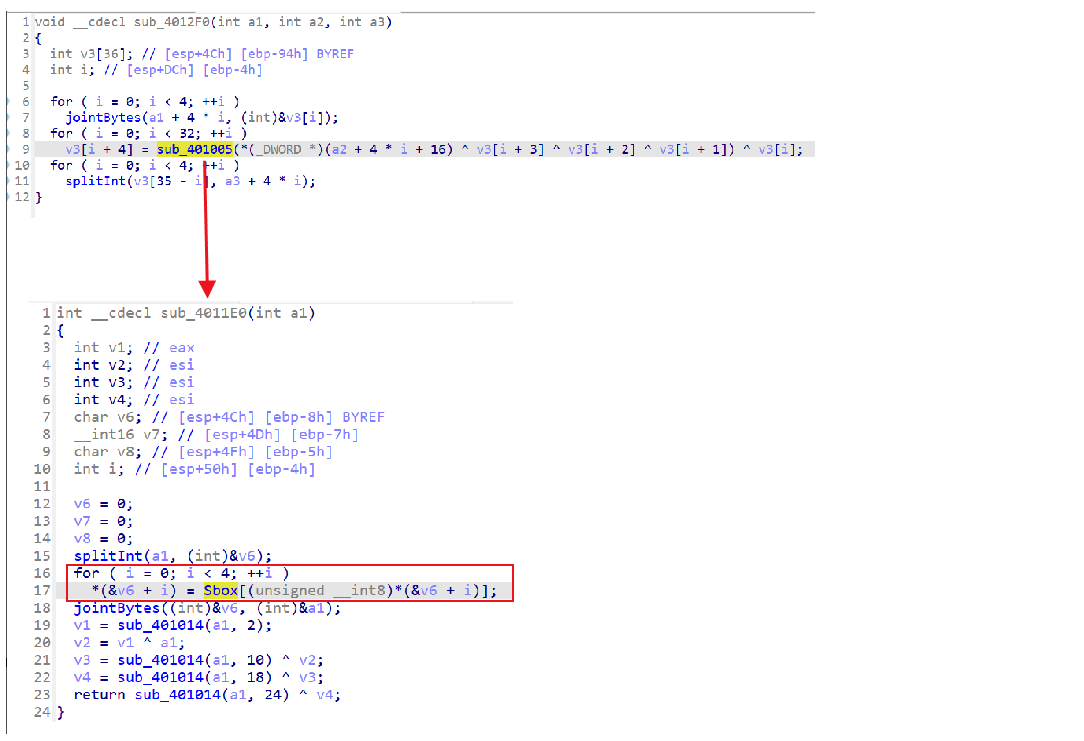 1 void __cdecl sub_4012F0(int a1, int a2, int a3)
2 {
3 int v3[36]; // [esp+4Ch] [ebp-94h] BYREF
4 int i; // [esp+DCh] [ebp-4h]
5
6 for ( i = 0; i < 4; ++i )
7 jointBytes(a1 + 4 * i, (int)&v3[i]);
8 for ( i = 0; i < 32; ++i )
9 v3[i + 4] = sub_401005(*(_DWORD *)(a2 + 4 * i + 16) ^ v3[i + 3] ^ v3[i + 2] ^ v3[i + 1]) ^ v3[i];
10 for ( i = 0; i < 4; ++i )
11 splitInt(v3[35 - i], a3 + 4 * i);
12 }
1 int __cdecl sub_4011E0(int a1)
2 {
3 int v1; // eax
4 int v2; // esi
5 int v3; // esi
6 int v4; // esi
7 char v6; // [esp+4Ch] [ebp-8h] BYREF
8 __int16 v7; // [esp+4Dh] [ebp-7h]
9 char v8; // [esp+4Fh] [ebp-5h]
10 int i; // [esp+50h] [ebp-4h]
11
12 v6 = 0;
13 v7 = 0;
14 v8 = 0;
15 splitInt(a1, (int)&v6);
16 for ( i = 0; i < 4; ++i )
17 *(&v6 + i) = Sbox[(unsigned __int8)*(&v6 + i)];
18 jointBytes((int)&v6, (int)&a1);
19 v1 = sub_401014(a1, 2);
20 v2 = v1 ^ a1;
21 v3 = sub_401014(a1, 10) ^ v2;
22 v4 = sub_401014(a1, 18) ^ v3;
23 return sub_401014(a1, 24) ^ v4;
24 }